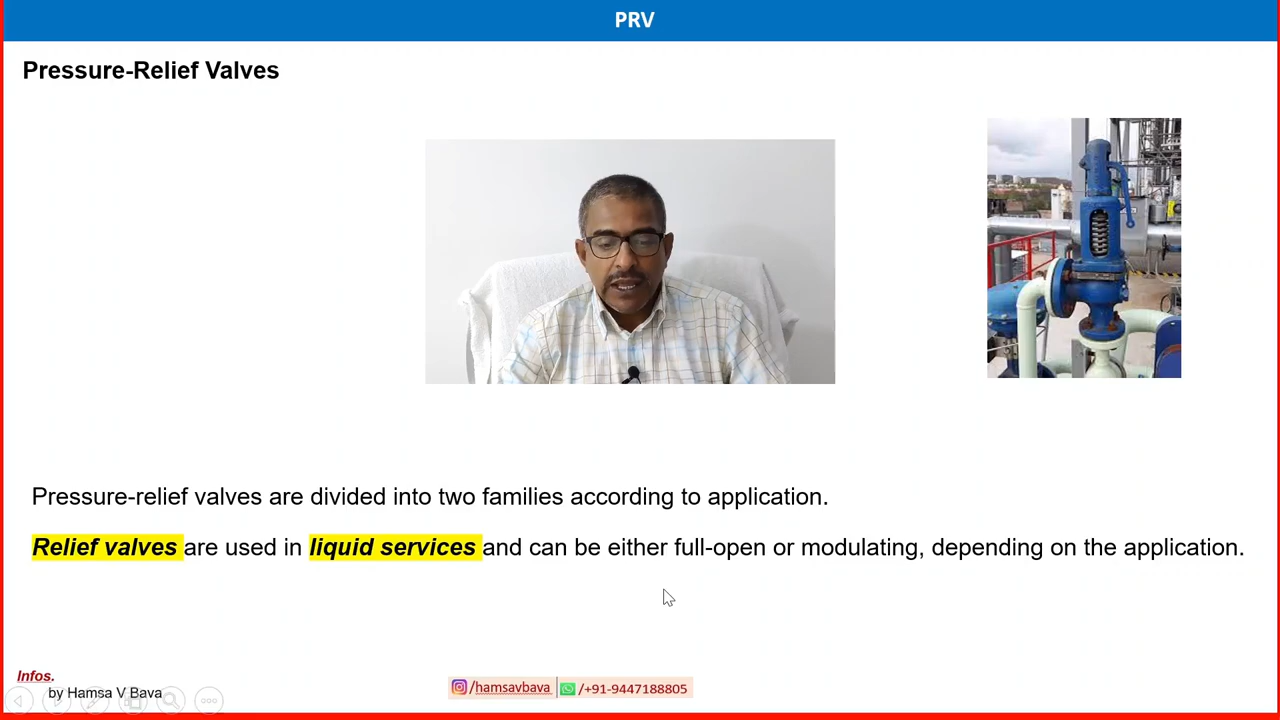 PRV
Pressure-Relief Valves
Pressure-relief valves are divided into two families according to application.
Relief valves are used in liquid services and can be either full-open or modulating, depending on the application.
Infos.
by Hamsa V Bava
/hamsavbava
/+91-9447188805